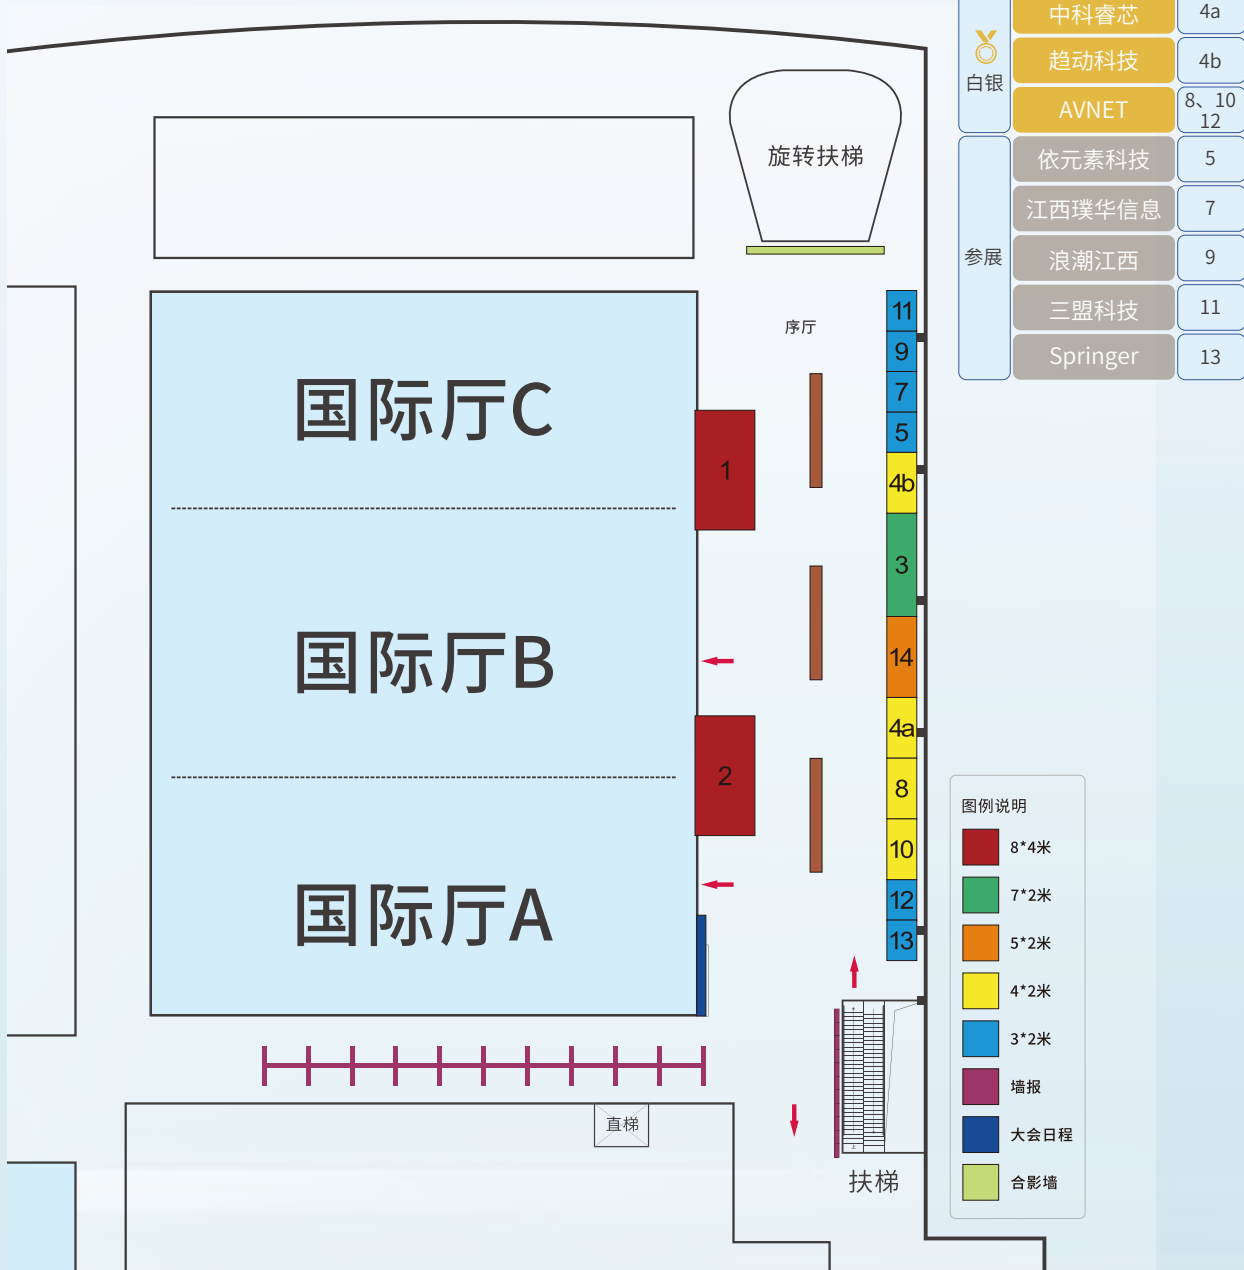 中科睿芯 4a
趋动科技 4b
白银
AVNET 8、10
12
依元素科技 5
江西璞华信息 7
参展
浪潮江西 9
三盟科技 11
Springer 13
旋转扶梯
序厅
国际厅C
国际厅B
国际厅A
1
2
11
9
7
5
4b
3
14
4a
8
10
12
13
直梯
扶梯
图例说明
8*4米
7*2米
5*2米
4*2米
3*2米
墙报
大会日程
合影墙